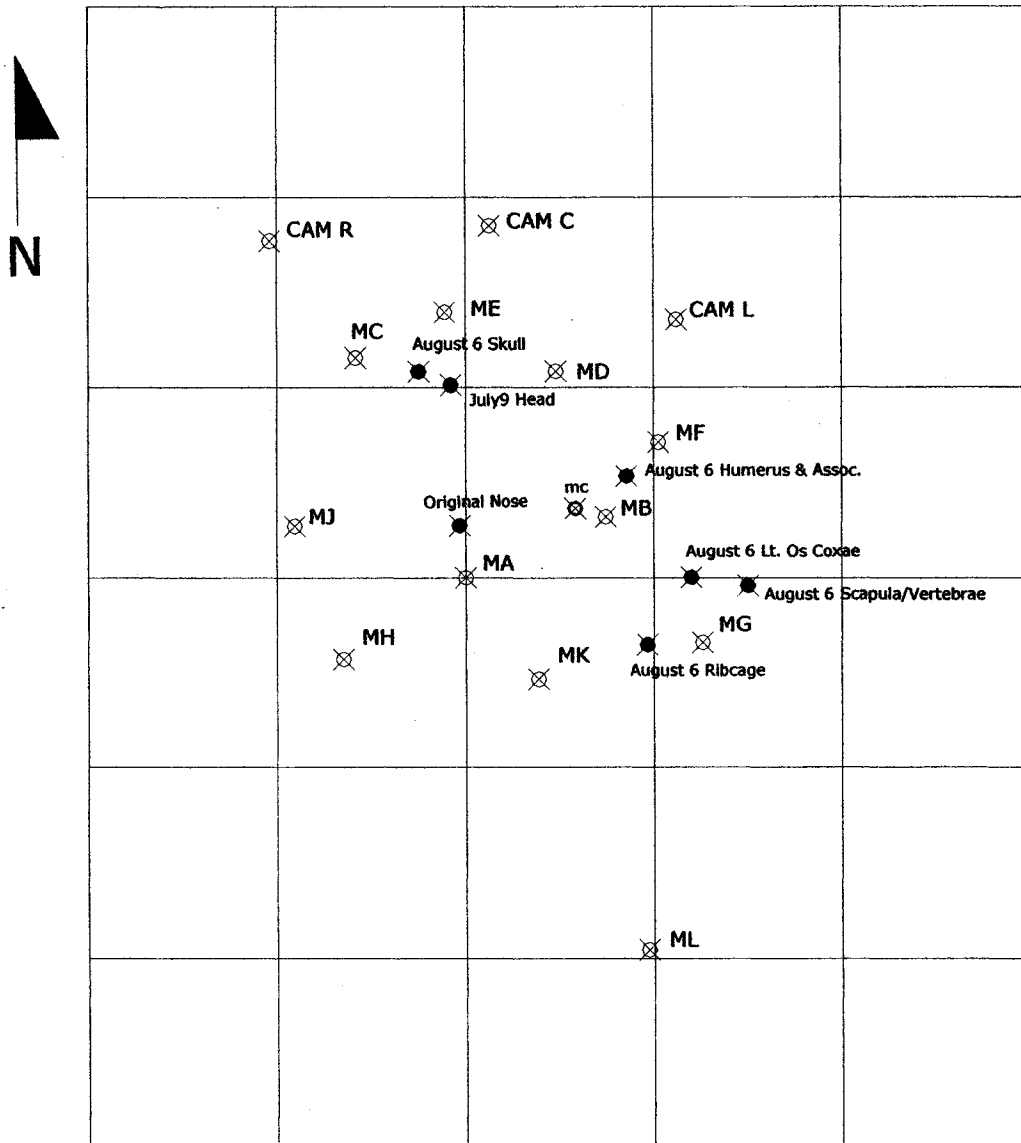 N
CAM R
CAM C
ME
CAM L
MC
August 6 Skull
MD
July9 Head
MF
August 6 Humerus & Assoc.
mc
Original Nose
MB
MJ
August 6 Lt. Os Coxae
MA
August 6 Scapula/Vertebrae
MG
MH
MK
August 6 Ribcage
ML